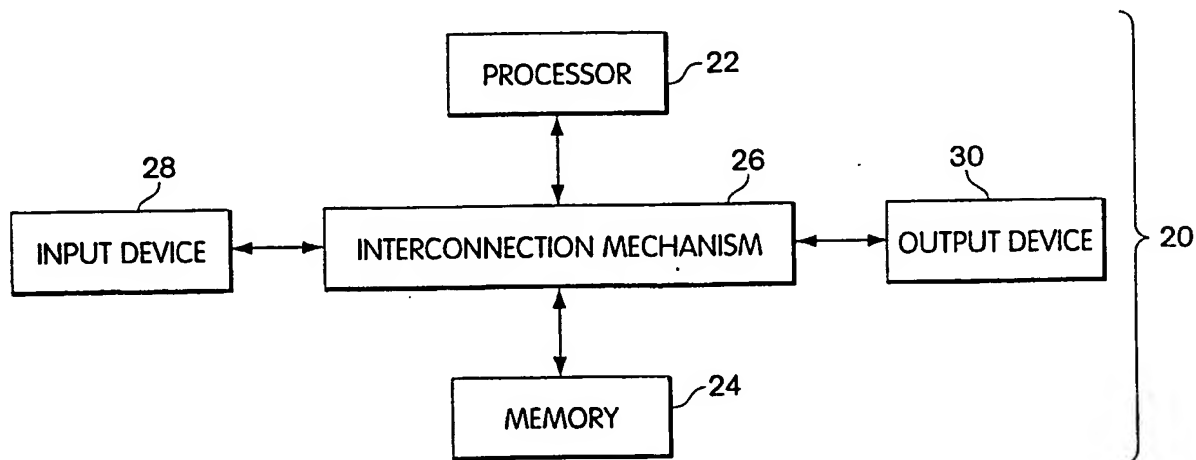 PROCESSOR
22
28
26
30
INPUT DEVICE
INTERCONNECTION MECHANISM
OUTPUT DEVICE
20
24
MEMORY